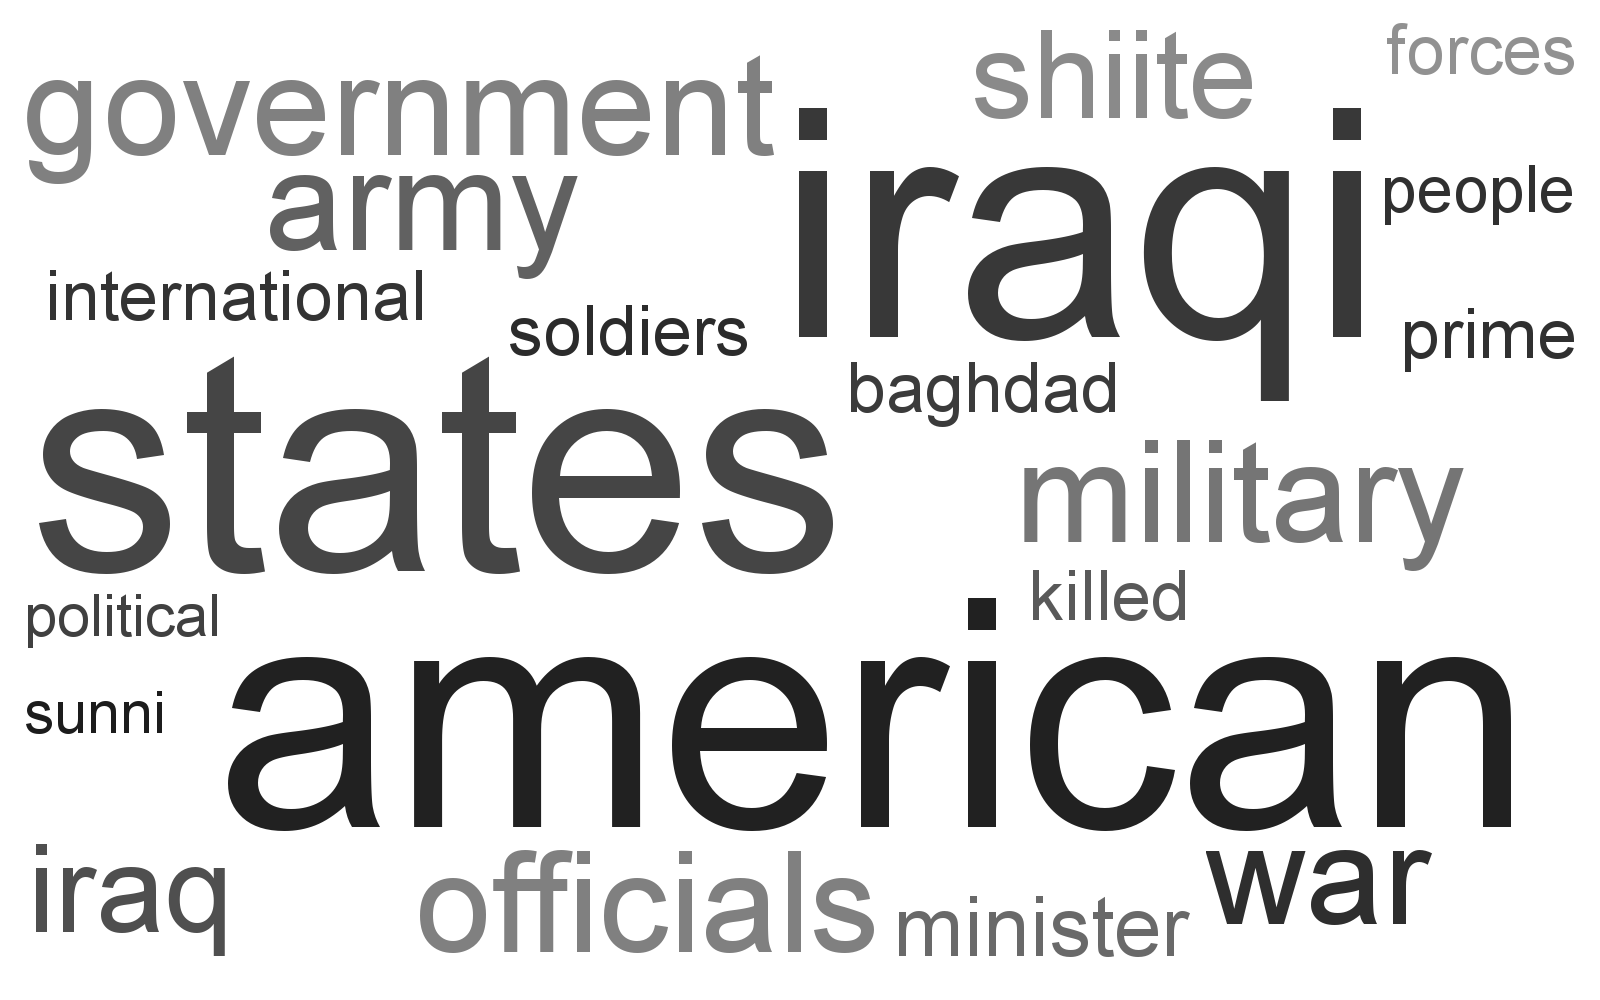 government
shiite
forces
iraqi
army
people
international
soldiers
prime
states
baghdad
military
political
killed
american
sunni
iraq
officials
minister
war